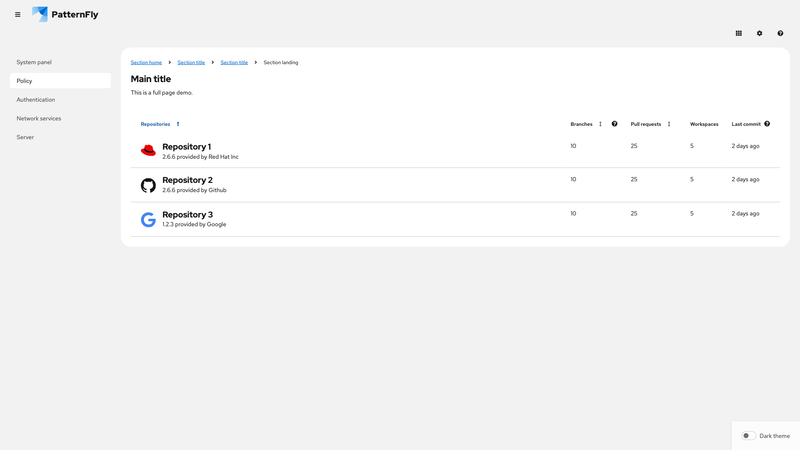 PatternFly
System panel
Policy
Authentication
Network services
Server
Section home > Section title > Section title > Section landing
Main title
This is a full page demo.
Repositories Branches Pull requests Workspaces Last commit
Repository 1 10 25 5 2 days ago
2.6.6 provided by Red Hat Inc
Repository 2 10 25 5 2 days ago
2.6.6 provided by Github
Repository 3 10 25 5 2 days ago
1.2.3 provided by Google
Dark theme